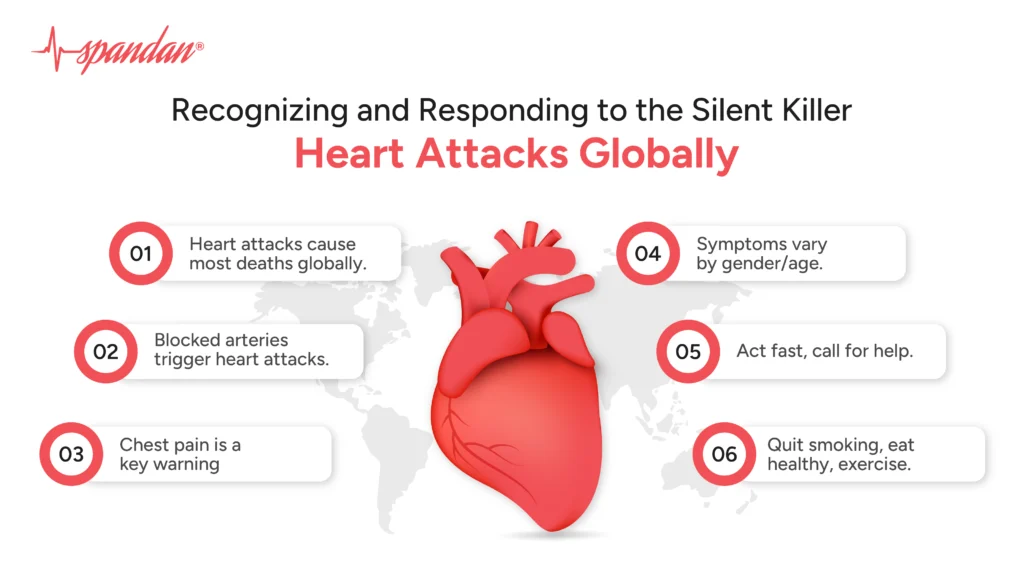 spandan®
Recognizing and Responding to the Silent Killer
Heart Attacks Globally
01
Heart attacks cause
most deaths globally.
02
Blocked arteries
trigger heart attacks.
03
Chest pain is a
key warning
04
Symptoms vary
by gender/age.
05
Act fast, call for help.
06
Quit smoking, eat
healthy, exercise.